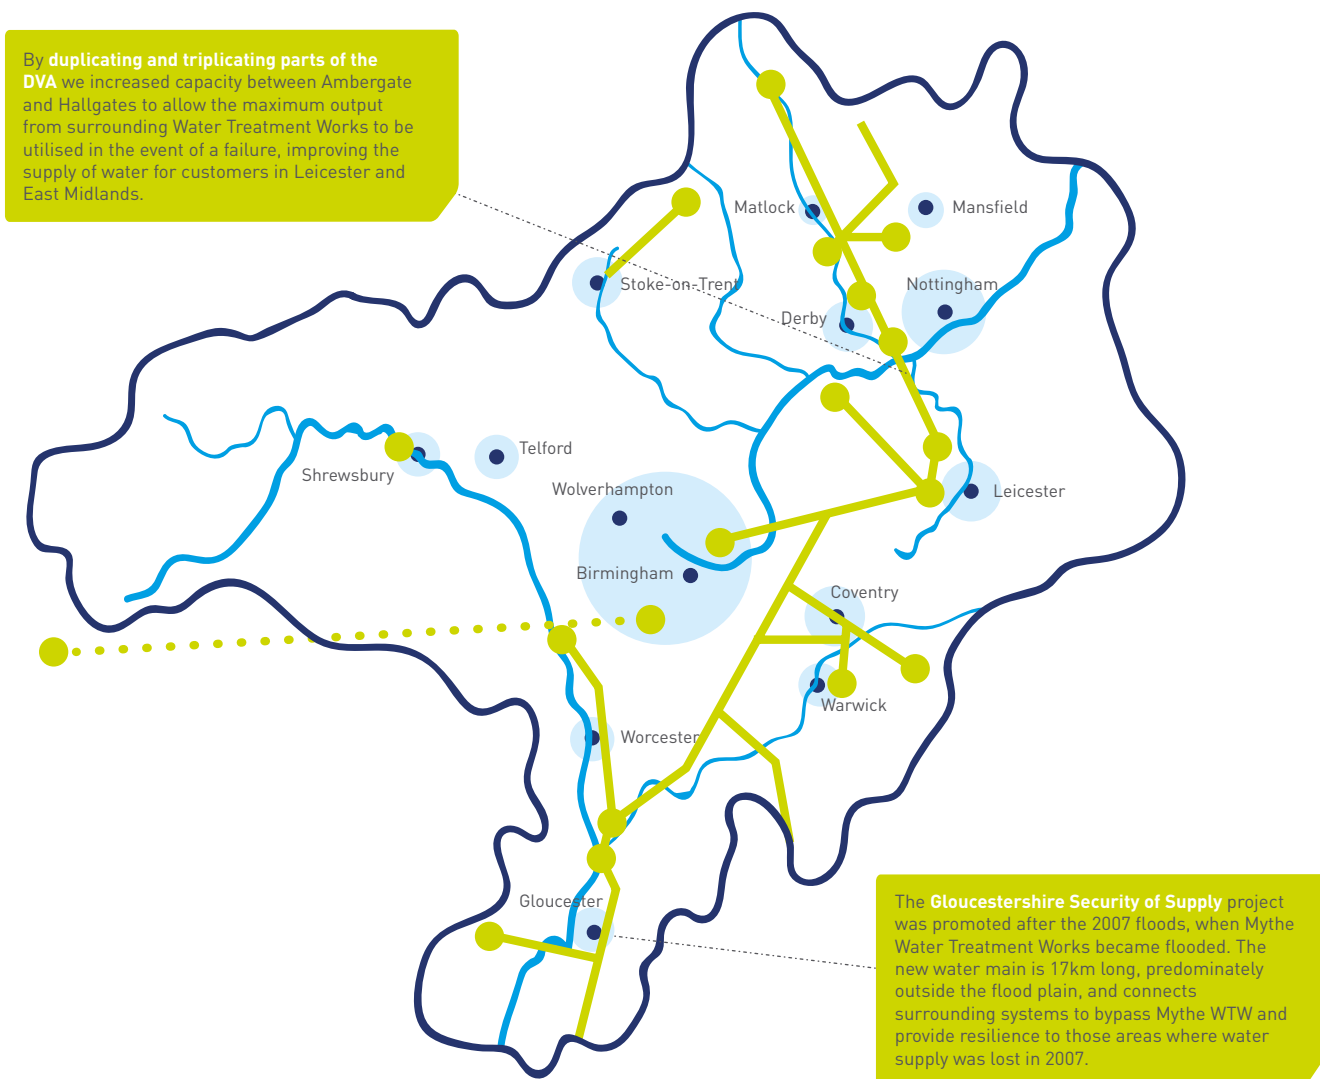 By duplicating and triplicating parts of the
DVA we increased capacity between Ambergate
and Hallgates to allow the maximum output
from surrounding Water Treatment Works to be
utilised in the event of a failure, improving the
supply of water for customers in Leicester and
East Midlands.
Matlock
Mansfield
Stoke-on-Trent
Nottingham
Derby
Telford
Shrewsbury
Wolverhampton
Leicester
Birmingham
Coventry
Warwick
Worcester
Gloucester
The Gloucestershire Security of Supply project
was promoted after the 2007 floods, when Mythe
Water Treatment Works became flooded. The
new water main is 17km long, predominately
outside the flood plain, and connects
surrounding systems to bypass Mythe WTW and
provide resilience to those areas where water
supply was lost in 2007.